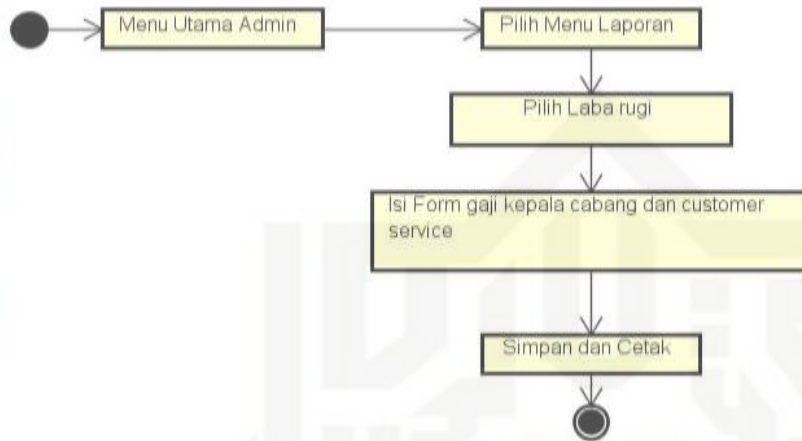 Menu Utama Admin
Pilih Menu Laporan
Pilih Laba rugi
Isi Form gaji kepala cabang dan customer
service
Simpan dan Cetak